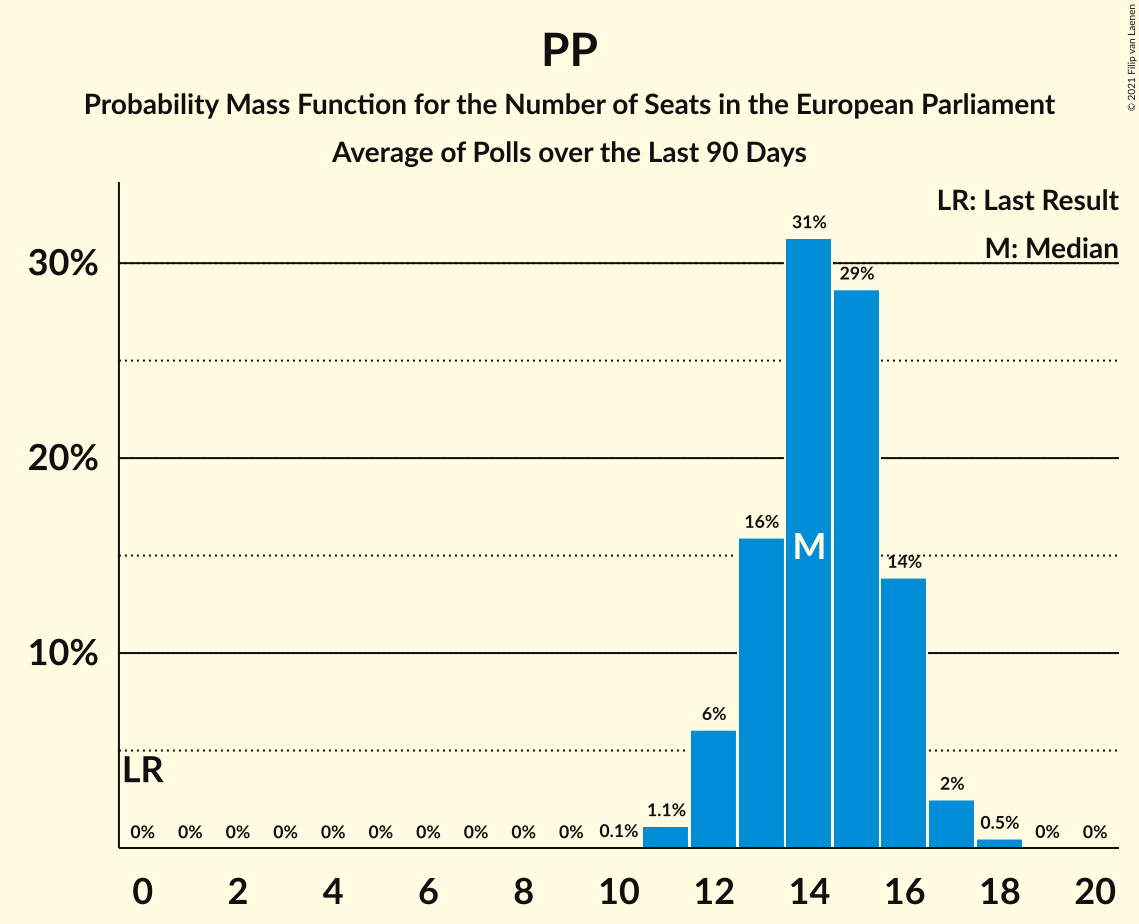 PP
Probability Mass Function for the Number of Seats in the European Parliament
Average of Polls over the Last 90 Days
© 2021 Filip van Laenen
LR: Last Result
M: Median
30%
20%
10%
31%
29%
16%
M
14%
6%
LR
2%
1.1%
0.5%
0% 0% 0% 0% 0% 0% 0% 0% 0% 0% 0.1% 0% 0%
0 2 4 6 8 10 12 14 16 18 20